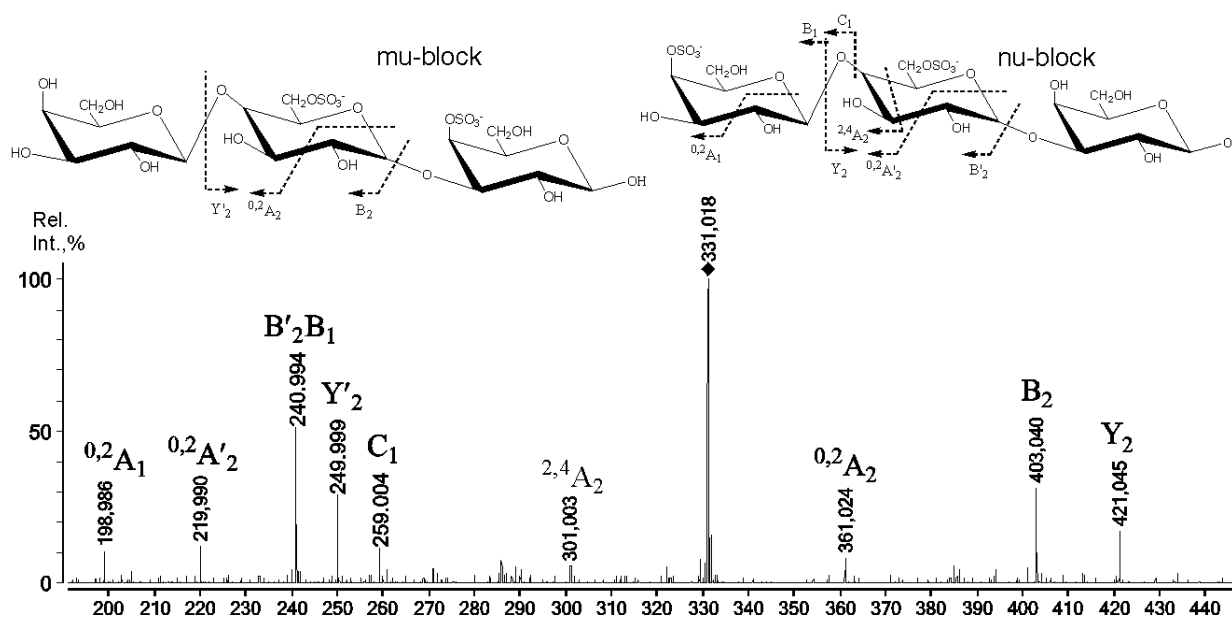 mu-block
OH
CH2OH
O
HO
OH
O
CH2OSO3-
O
HO
OH
OSO3-
CH2OH
O
O
OH
OH
Y'2
0,2A2
B2
nu-block
B1
C1
OSO3-
CH2OH
O
HO
OH
O
CH2OSO3-
O
HO
OH
OH
CH2OH
O
O
OH
OH
0,2A1
2,4A2
Y2
0,2A'2
B'2
Rel.
Int.,%
100
50
0
0,2A1
198,986
0,2A'2
219,990
B'2B1
240.994
Y'2
249.999
C1
259.004
2,4A2
301,003
331,018
0,2A2
361,024
B2
403,040
Y2
421,045
200 210 220 230 240 250 260 270 280 290 300 310 320 330 340 350 360 370 380 390 400 410 420 430 440